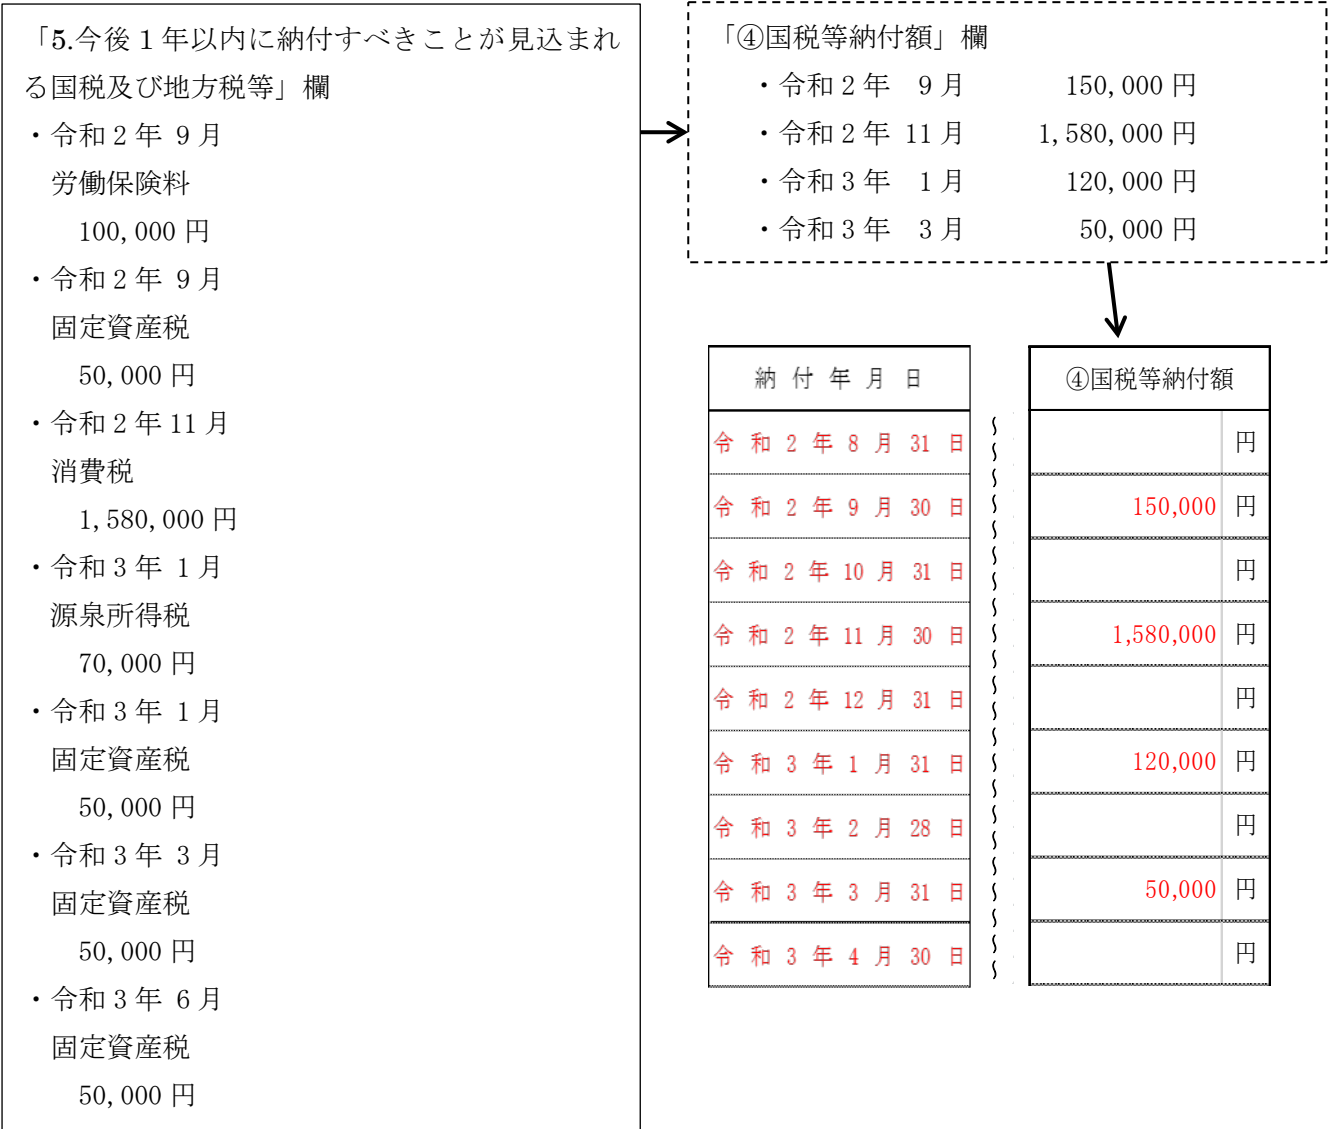 「5.今後1年以内に納付すべきことが見込まれ
る国税及び地方税等」欄
・令和2年 9月
労働保険料
100,000円
・令和2年 9月
固定資産税
50,000円
・令和2年11月
消費税
1,580,000円
・令和3年 1月
源泉所得税
70,000円
・令和3年 1月
固定資産税
50,000円
・令和3年 3月
固定資産税
50,000円
・令和3年 6月
固定資産税
50,000円
「④国税等納付額」欄
・令和2年 9月 150,000円
・令和2年 11月 1,580,000円
・令和3年 1月 120,000円
・令和3年 3月 50,000円
納付年月日 ④国税等納付額
令和2年8月31日 円
令和2年9月30日 150,000 円
令和2年10月31日 円
令和2年11月30日 1,580,000 円
令和2年12月31日 円
令和3年1月31日 120,000 円
令和3年2月28日 円
令和3年3月31日 50,000 円
令和3年4月30日 円